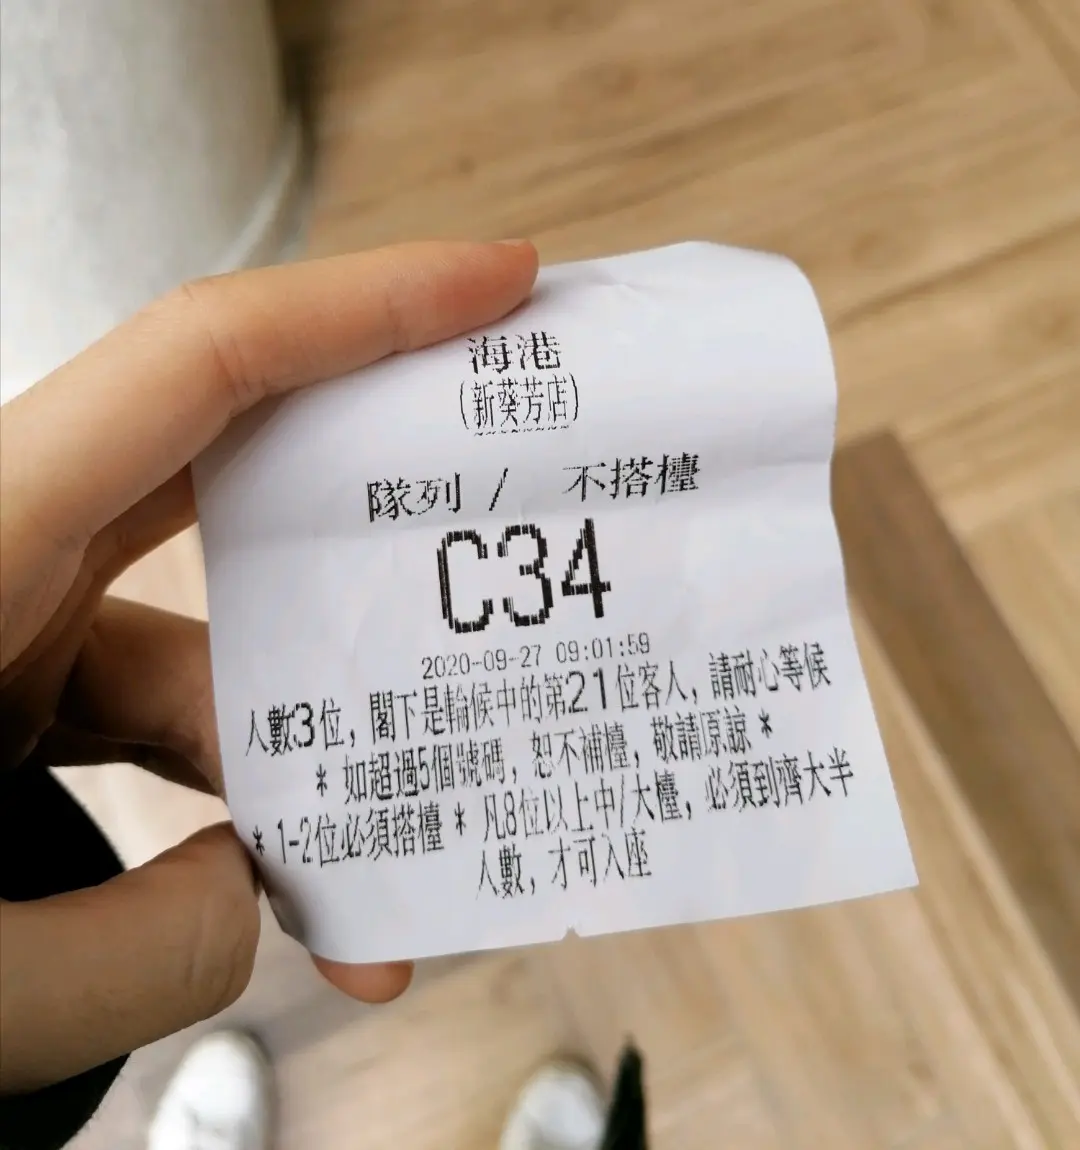 海港
(新葵芳店)
隊列 / 不搭檯
C34
2020-09-27 09:01:59
人數3位，閣下是輪候中的第21位客人，請耐心等候
* 如超過5個號碼，恕不補檯，敬請原諒 *
* 1-2位必須搭檯 * 凡8位以上中/大檯，必須到齊大半
人數，才可入座